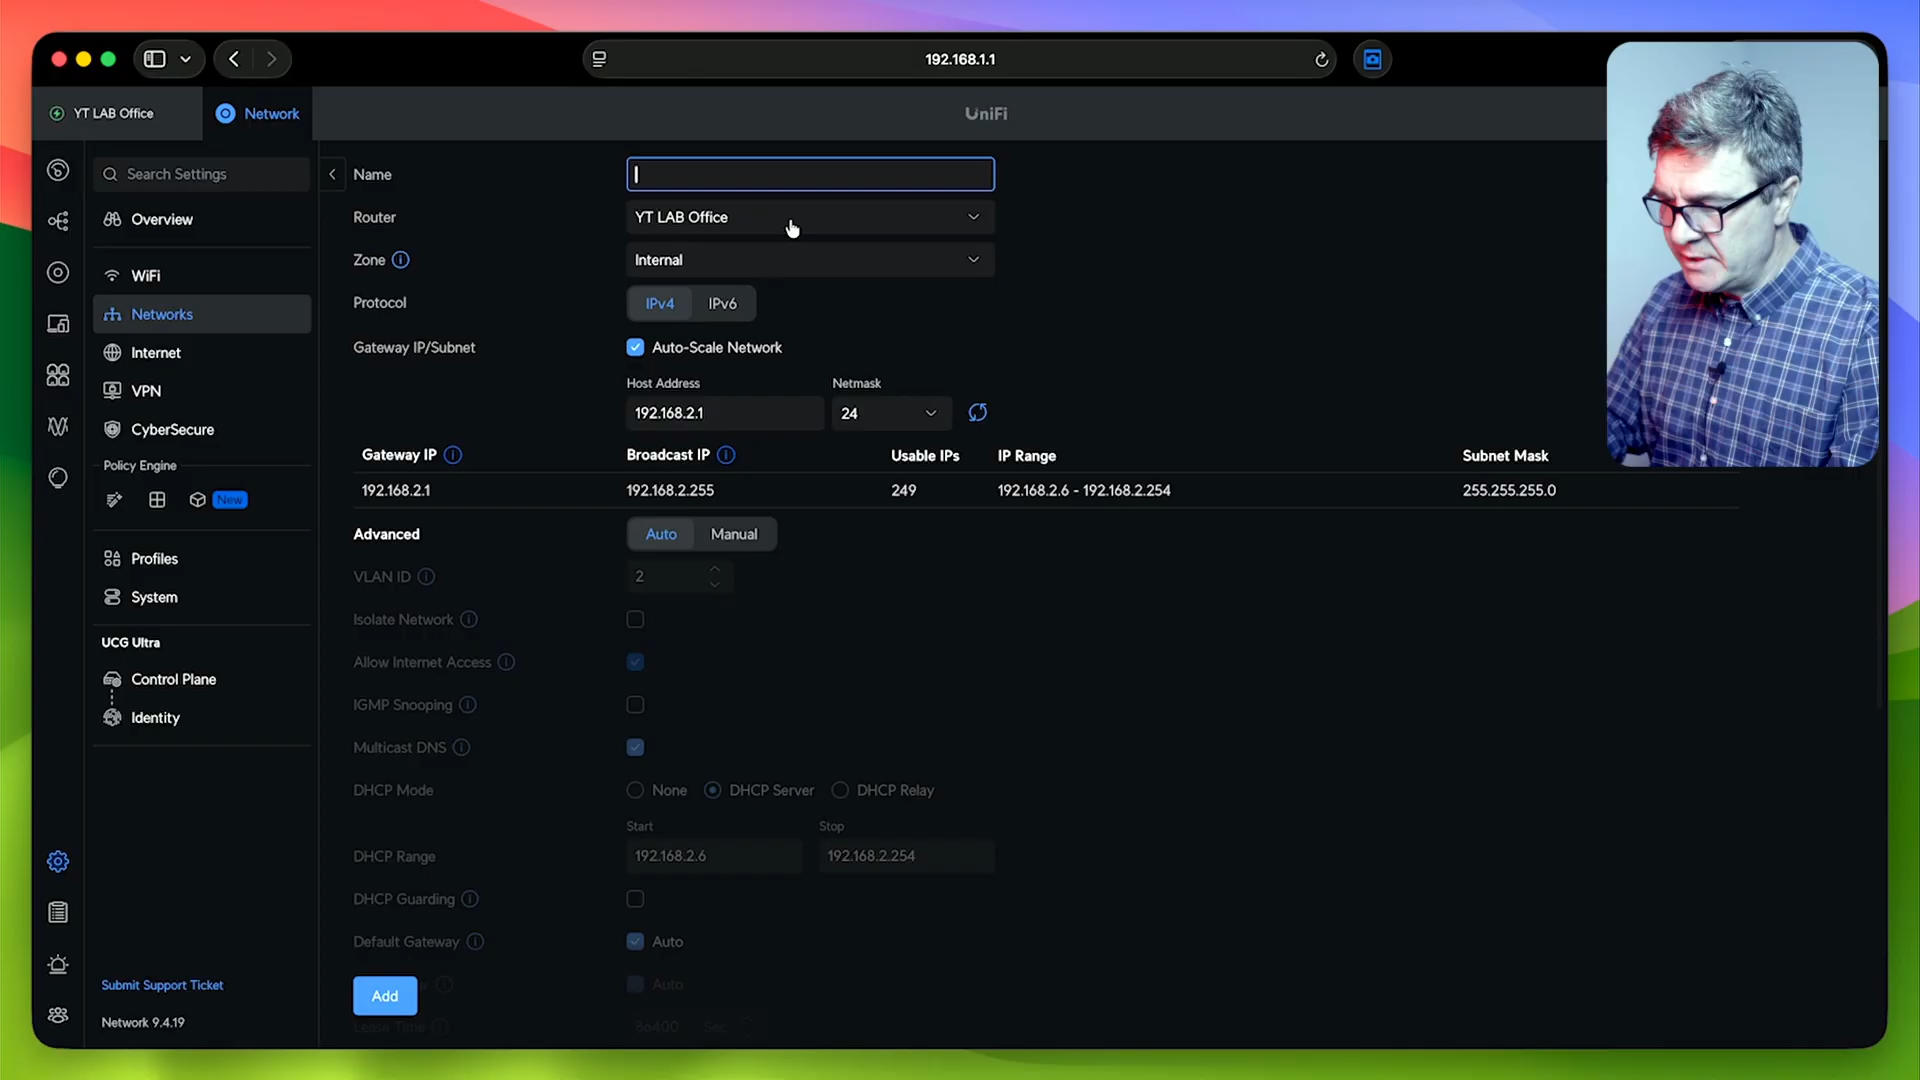 192.168.1.1
YT LAB Office
Network
UniFi
Search Settings
Overview
WiFi
Networks
Internet
VPN
CyberSecure
Policy Engine
New
Profiles
System
UCG Ultra
Control Plane
Identity
Submit Support Ticket
Network 9.4.19
Name
Router YT LAB Office
Zone Internal
Protocol IPv4 IPv6
Gateway IP/Subnet Auto-Scale Network
Host Address Netmask
192.168.2.1 24
Gateway IP Broadcast IP Usable IPs IP Range Subnet Mask
192.168.2.1 192.168.2.255 249 192.168.2.6 - 192.168.2.254 255.255.255.0
Advanced Auto Manual
VLAN ID 2
Isolate Network
Allow Internet Access
IGMP Snooping
Multicast DNS
DHCP Mode None DHCP Server DHCP Relay
Start Stop
DHCP Range 192.168.2.6 192.168.2.254
DHCP Guarding
Default Gateway Auto
Auto
Add
Lease Time 86400 Sec